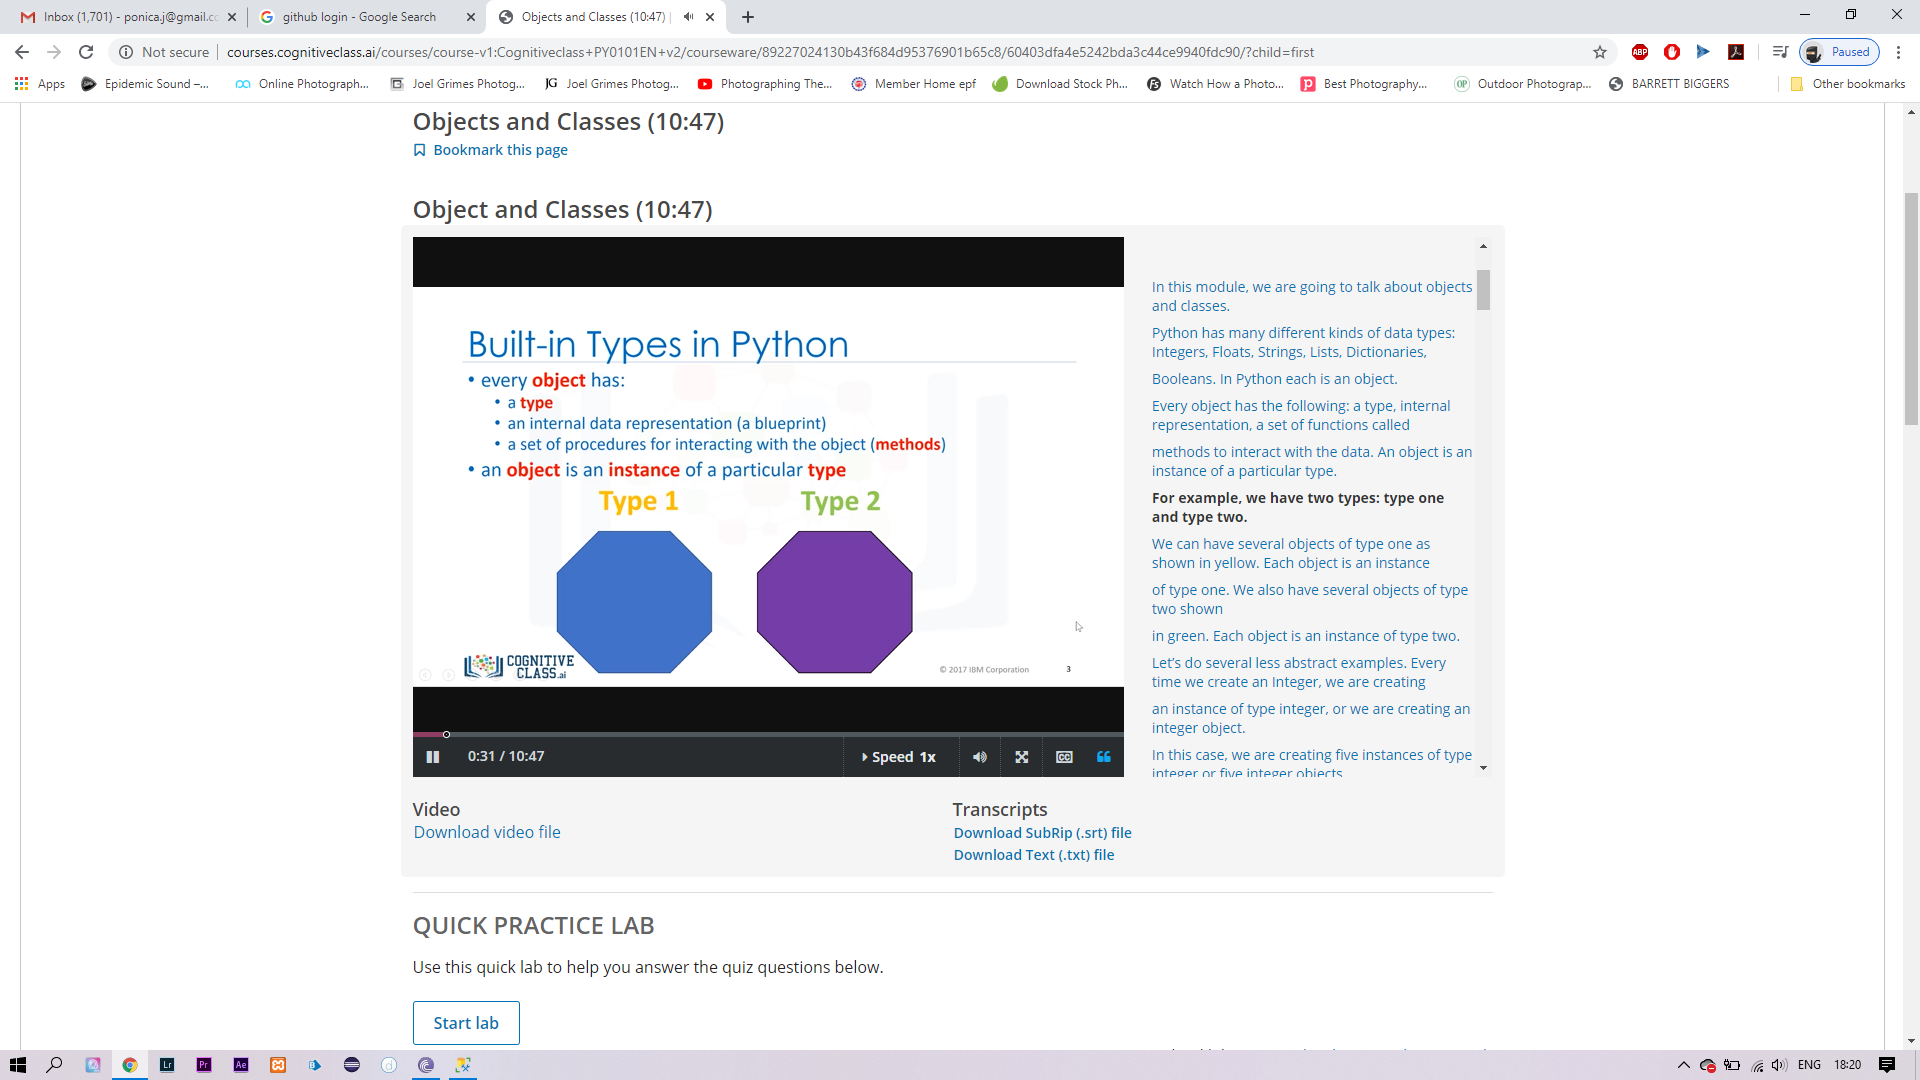 Inbox (1,701) - ponica.j@gmail.c
github login - Google Search
Objects and Classes (10:47) |
Not secure
courses.cognitiveclass.ai/courses/course-v1:Cognitiveclass+PY0101EN+v2/courseware/89227024130b43f684d95376901b65c8/60403dfa4e5242bda3c44ce9940fdc90/?child=first
ABP
Paused
Apps
Epidemic Sound –...
Online Photograph...
Joel Grimes Photog...
JG Joel Grimes Photog...
Photographing The...
Member Home epf
Download Stock Ph...
Watch How a Photo...
Best Photography...
OP Outdoor Photograp...
BARRETT BIGGERS
Other bookmarks
Objects and Classes (10:47)
Bookmark this page
Object and Classes (10:47)
Built-in Types in Python
• every object has:
• a type
• an internal data representation (a blueprint)
• a set of procedures for interacting with the object (methods)
• an object is an instance of a particular type
Type 1
Type 2
COGNITIVE
CLASS.ai
© 2017 IBM Corporation
3
0:31 / 10:47
Speed 1x
CC
In this module, we are going to talk about objects
and classes.
Python has many different kinds of data types:
Integers, Floats, Strings, Lists, Dictionaries,
Booleans. In Python each is an object.
Every object has the following: a type, internal
representation, a set of functions called
methods to interact with the data. An object is an
instance of a particular type.
For example, we have two types: type one
and type two.
We can have several objects of type one as
shown in yellow. Each object is an instance
of type one. We also have several objects of type
two shown
in green. Each object is an instance of type two.
Let's do several less abstract examples. Every
time we create an Integer, we are creating
an instance of type integer, or we are creating an
integer object.
In this case, we are creating five instances of type
integer or five integer objects
Video
Download video file
Transcripts
Download SubRip (.srt) file
Download Text (.txt) file
QUICK PRACTICE LAB
Use this quick lab to help you answer the quiz questions below.
Start lab
Lr
Pr
Ae
ENG
18:20